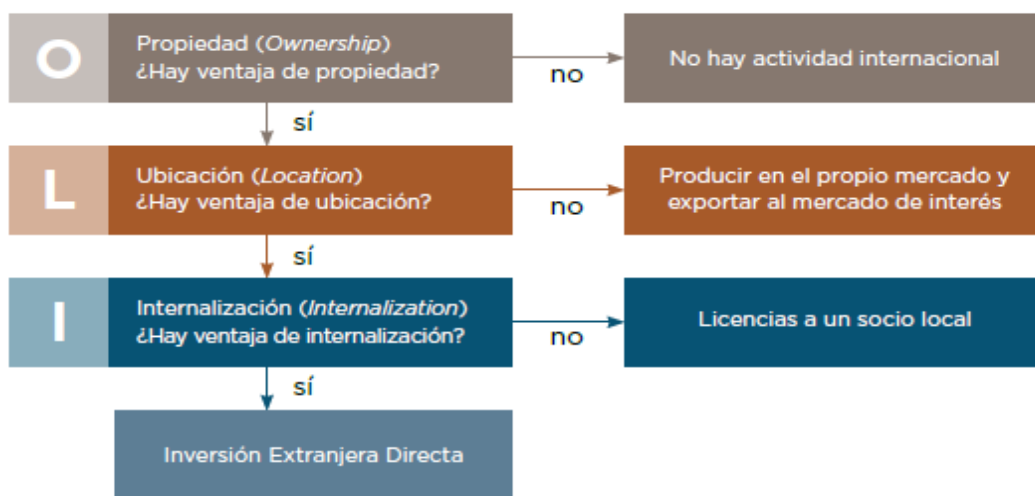 O
Propiedad (Ownership)
¿Hay ventaja de propiedad?
no
No hay actividad internacional
sí
L
Ubicación (Location)
¿Hay ventaja de ubicación?
no
Producir en el propio mercado y
exportar al mercado de interés
sí
I
Internalización (Internalization)
¿Hay ventaja de internalización?
no
Licencias a un socio local
sí
Inversión Extranjera Directa